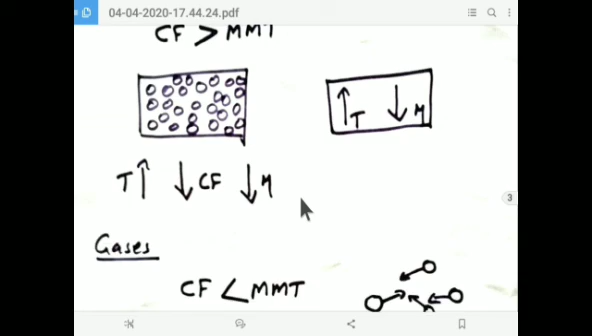 04-04-2020-17.44.24.pdf
CF > MMT
↑T ↓M
T↑ ↓CF ↓M
3
Gases
CF < MMT